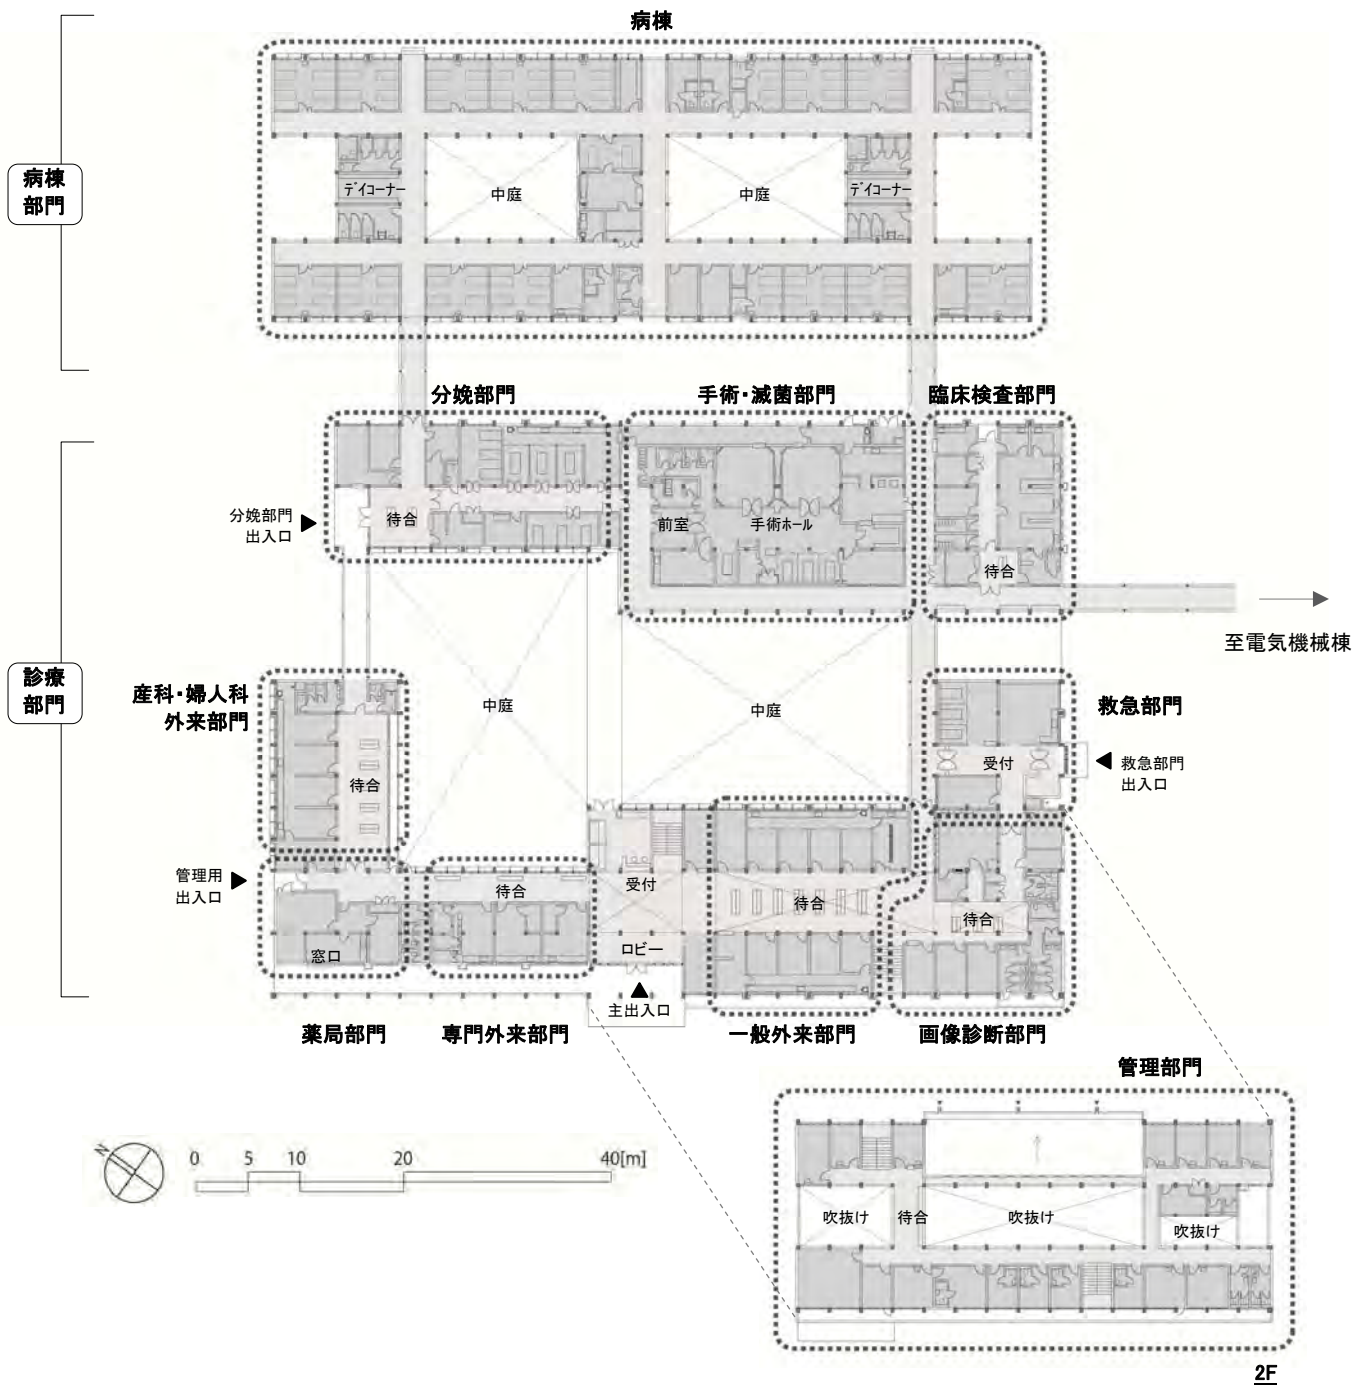 病棟
病棟
部門
デイコーナー
中庭
中庭
デイコーナー
分娩部門
手術・滅菌部門
臨床検査部門
分娩部門
出入口
待合
前室
手術ホール
待合
至電気機械棟
診療
部門
産科・婦人科
外来部門
中庭
中庭
救急部門
受付
救急部門
出入口
待合
管理用
出入口
待合
受付
待合
待合
窓口
ロビー
主出入口
薬局部門
専門外来部門
一般外来部門
画像診断部門
管理部門
N
0 5 10 20 40[m]
吹抜け
待合
吹抜け
吹抜け
2F